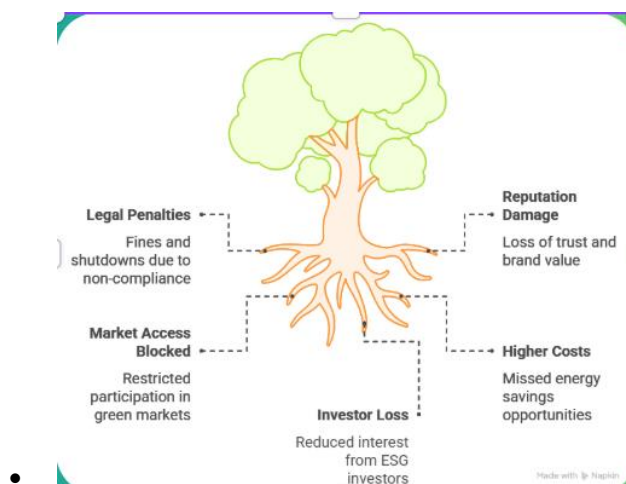 Legal Penalties
Fines and
shutdowns due to
non-compliance
Reputation
Damage
Loss of trust and
brand value
Market Access
Blocked
Restricted
participation in
green markets
Higher Costs
Missed energy
savings
opportunities
Investor Loss
Reduced interest
from ESG
investors
Made with Napkin